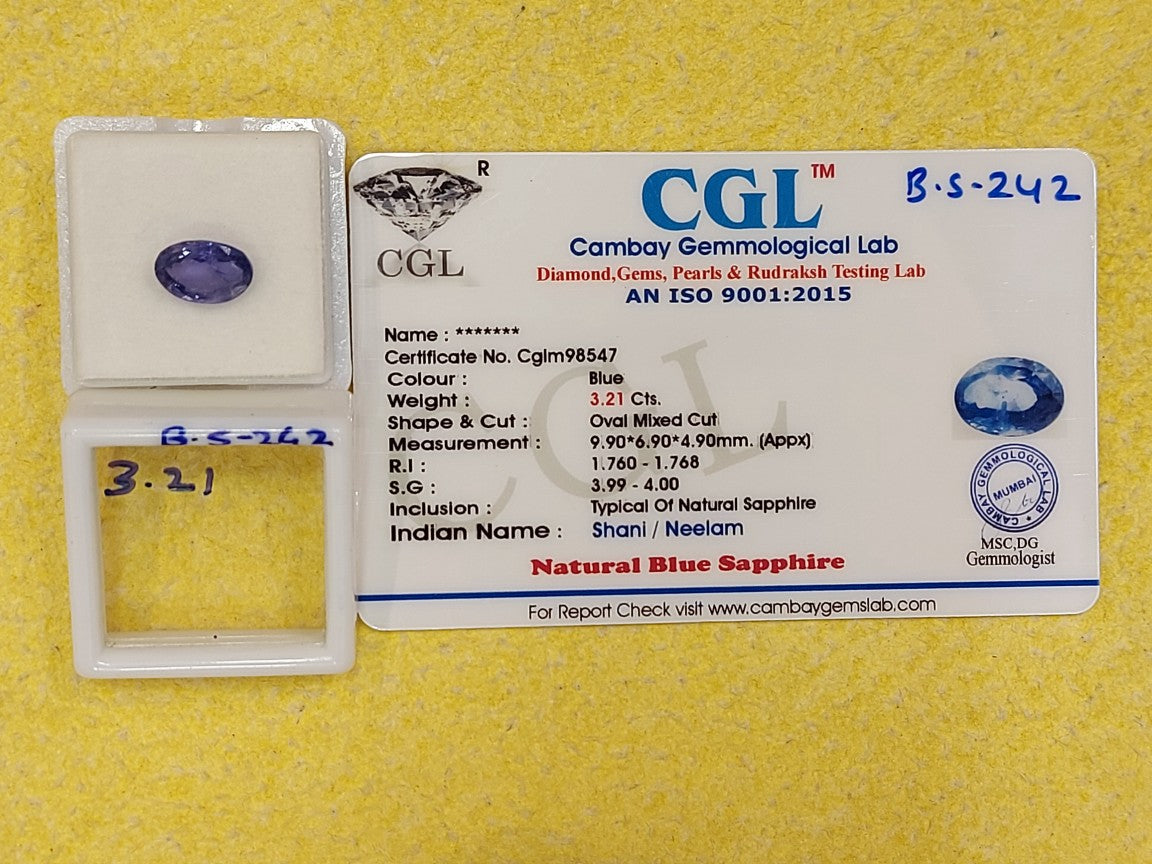 B.S-242
3.21
R
CGL
CGL™
Cambay Gemmological Lab
Diamond,Gems, Pearls & Rudraksh Testing Lab
AN ISO 9001:2015
B.S-242
Name : *******
Certificate No. Cglm98547
Colour : Blue
Weight : 3.21 Cts.
Shape & Cut : Oval Mixed Cut
Measurement : 9.90*6.90*4.90mm. (Appx)
R.I : 1.760 - 1.768
S.G : 3.99 - 4.00
Inclusion : Typical Of Natural Sapphire
Indian Name : Shani / Neelam
Natural Blue Sapphire
CGL
CAMBAY GEMMOLOGICAL LAB
MUMBAI
MSC,DG
Gemmologist
For Report Check visit www.cambaygemslab.com